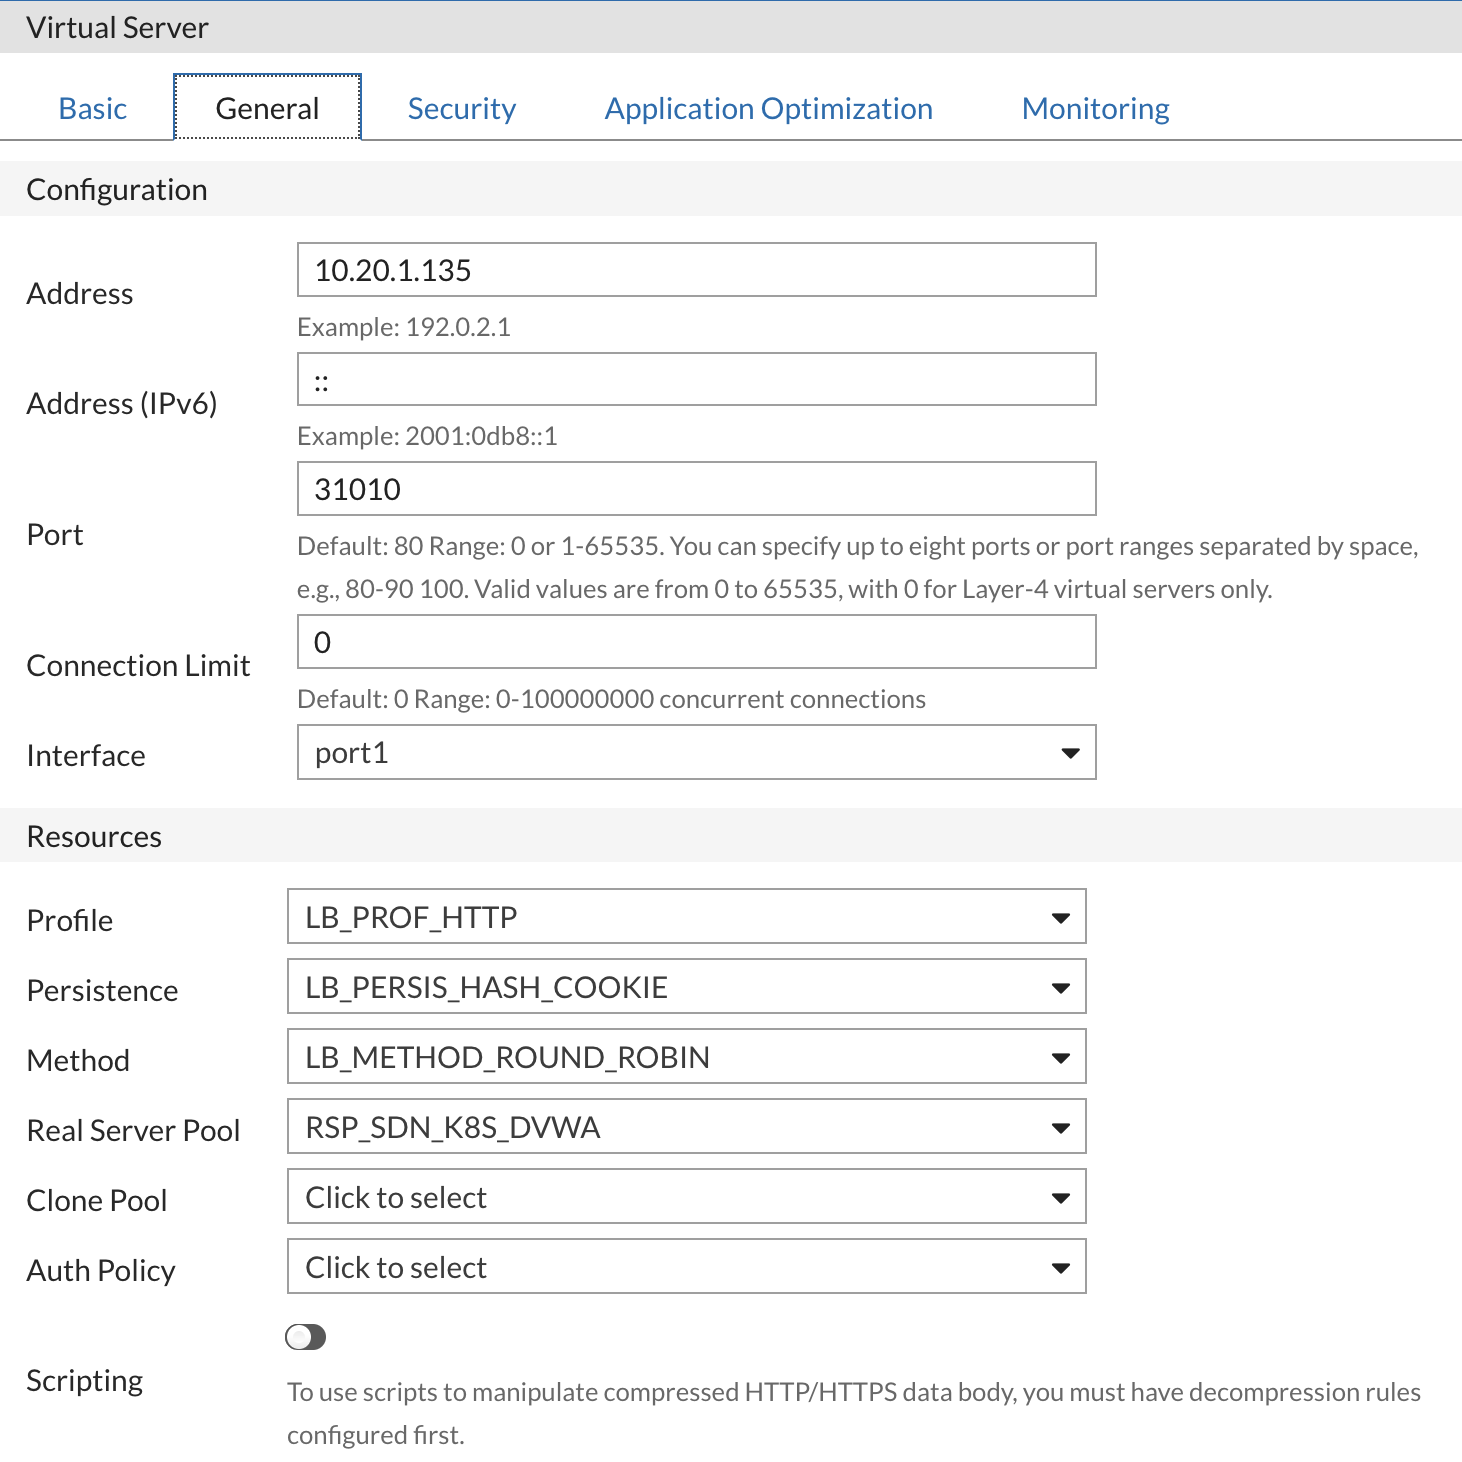 Virtual Server
Basic General Security Application Optimization Monitoring
Configuration
Address
10.20.1.135
Example: 192.0.2.1
Address (IPv6)
::
Example: 2001:0db8::1
Port
31010
Default: 80 Range: 0 or 1-65535. You can specify up to eight ports or port ranges separated by space,
e.g., 80-90 100. Valid values are from 0 to 65535, with 0 for Layer-4 virtual servers only.
Connection Limit
0
Default: 0 Range: 0-100000000 concurrent connections
Interface
port1
Resources
Profile
LB_PROF_HTTP
Persistence
LB_PERSIS_HASH_COOKIE
Method
LB_METHOD_ROUND_ROBIN
Real Server Pool
RSP_SDN_K8S_DVWA
Clone Pool
Click to select
Auth Policy
Click to select
Scripting
To use scripts to manipulate compressed HTTP/HTTPS data body, you must have decompression rules
configured first.